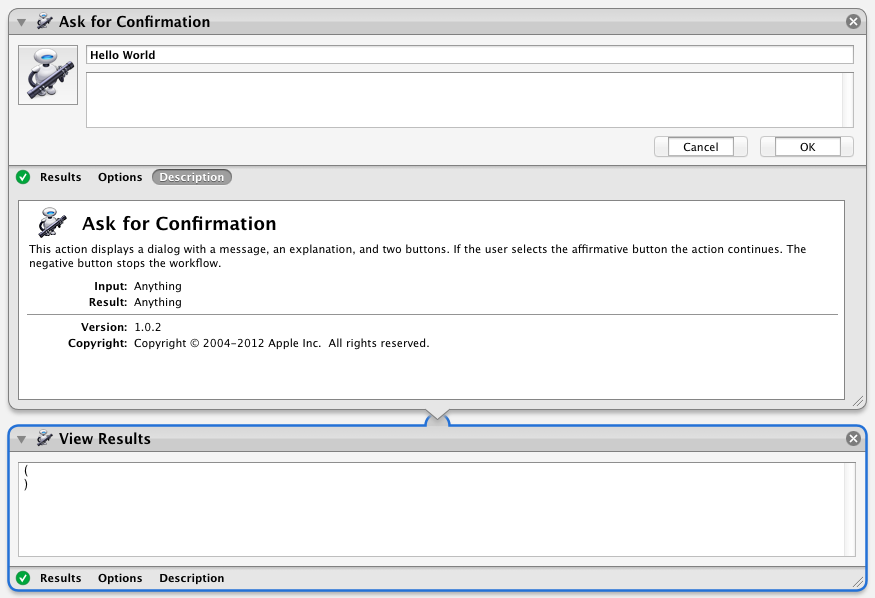 Ask for Confirmation
Hello World
Cancel OK
Results Options Description
Ask for Confirmation
This action displays a dialog with a message, an explanation, and two buttons. If the user selects the affirmative button the action continues. The
negative button stops the workflow.
Input: Anything
Result: Anything
Version: 1.0.2
Copyright: Copyright © 2004-2012 Apple Inc. All rights reserved.
View Results
(
)
Results Options Description